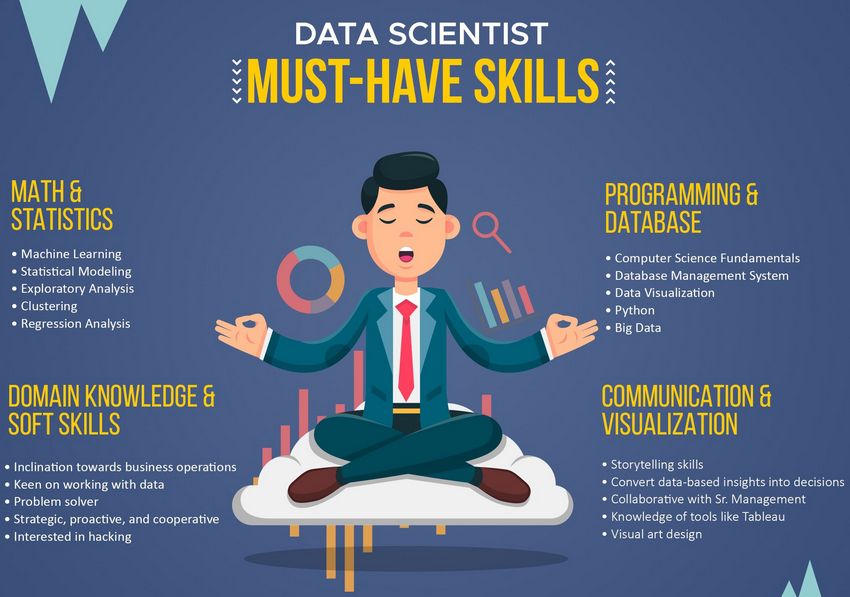 DATA SCIENTIST
MUST-HAVE SKILLS
MATH &
STATISTICS
• Machine Learning
• Statistical Modeling
• Exploratory Analysis
• Clustering
• Regression Analysis
PROGRAMMING &
DATABASE
• Computer Science Fundamentals
• Database Management System
• Data Visualization
• Python
• Big Data
DOMAIN KNOWLEDGE &
SOFT SKILLS
• Inclination towards business operations
• Keen on working with data
• Problem solver
• Strategic, proactive, and cooperative
• Interested in hacking
COMMUNICATION &
VISUALIZATION
• Storytelling skills
• Convert data-based insights into decisions
• Collaborative with Sr. Management
• Knowledge of tools like Tableau
• Visual art design